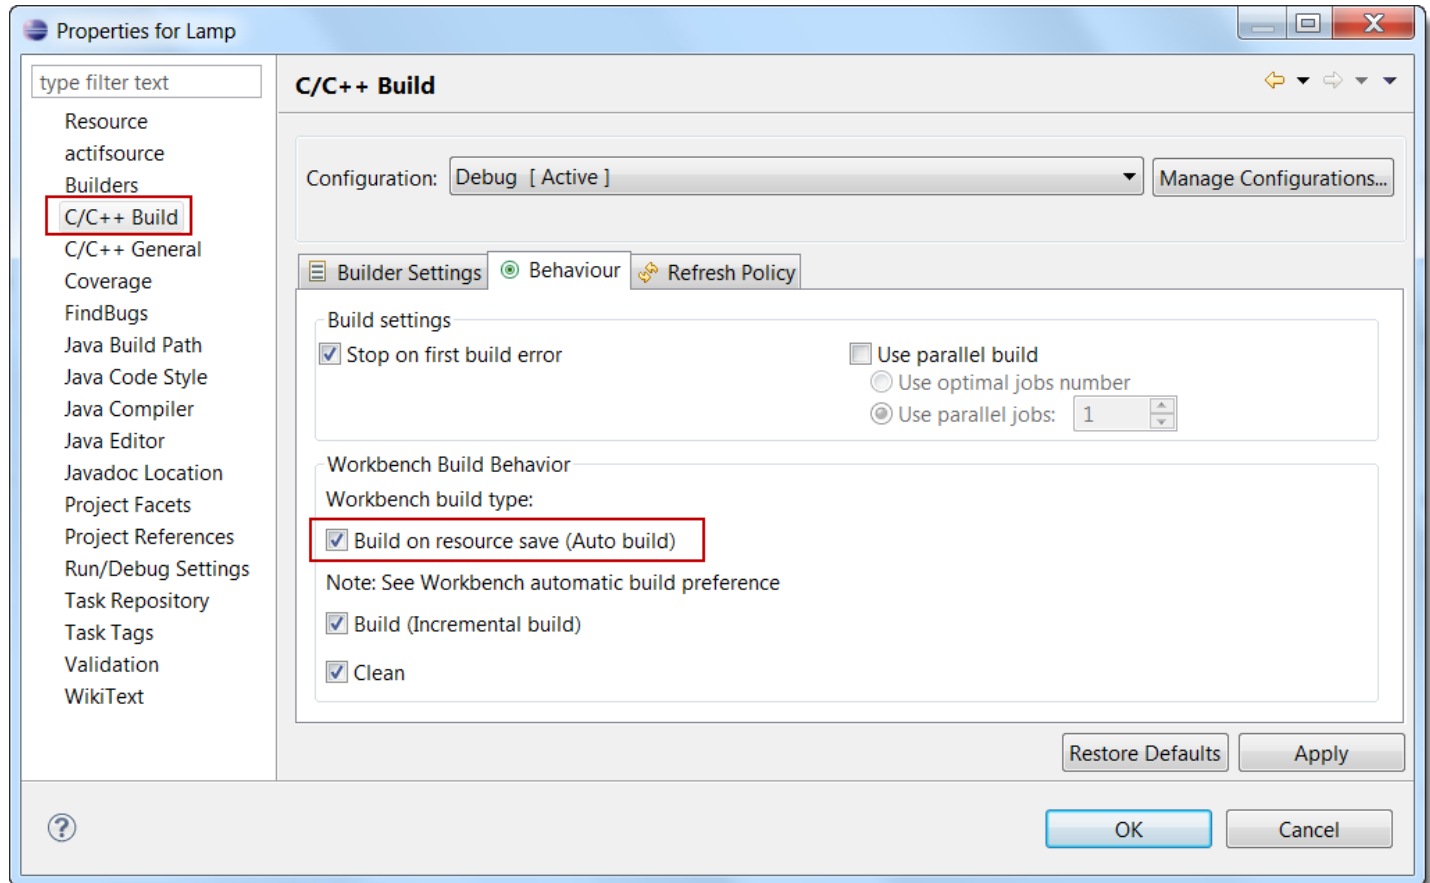 Properties for Lamp
type filter text
Resource
actifsource
Builders
C/C++ Build
C/C++ General
Coverage
FindBugs
Java Build Path
Java Code Style
Java Compiler
Java Editor
Javadoc Location
Project Facets
Project References
Run/Debug Settings
Task Repository
Task Tags
Validation
WikiText
C/C++ Build
Configuration: Debug [ Active ] Manage Configurations...
Builder Settings Behaviour Refresh Policy
Build settings
Stop on first build error Use parallel build
Use optimal jobs number
Use parallel jobs: 1
Workbench Build Behavior
Workbench build type:
Build on resource save (Auto build)
Note: See Workbench automatic build preference
Build (Incremental build)
Clean
Restore Defaults Apply
? OK Cancel